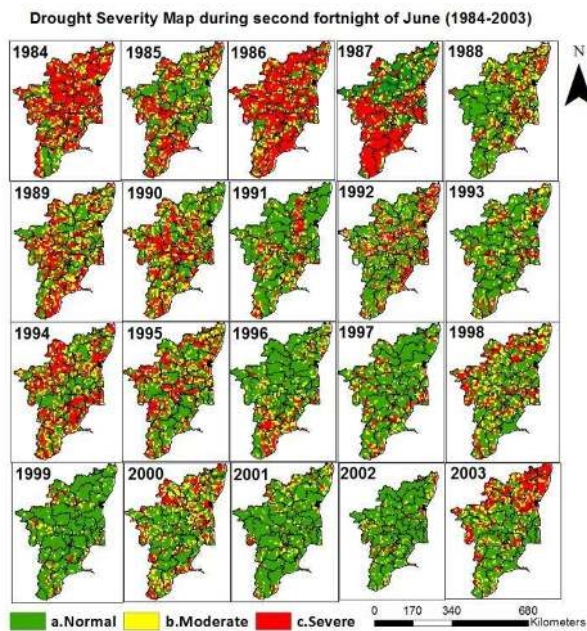 Drought Severity Map during second fortnight of June (1984-2003)
N
1984 1985 1986 1987 1988
1989 1990 1991 1992 1993
1994 1995 1996 1997 1998
1999 2000 2001 2002 2003
a.Normal b.Moderate c.Severe
0 170 340 680
Kilometers